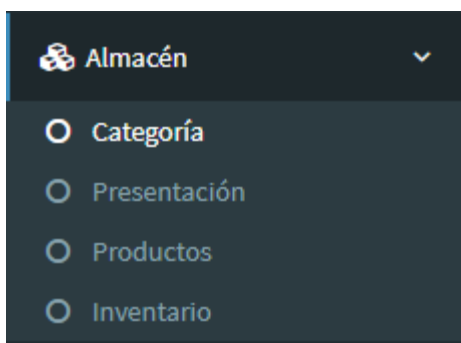 Almacén
Categoría
Presentación
Productos
Inventario